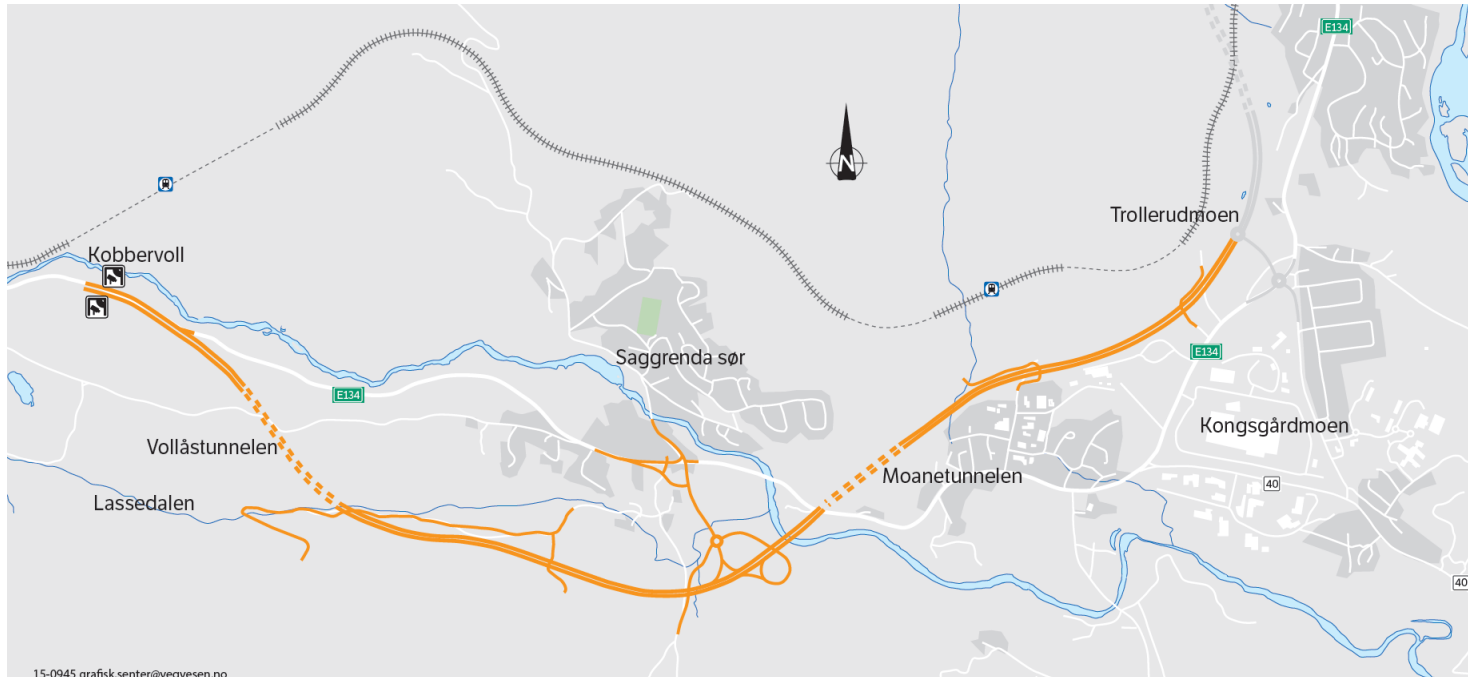 E134
N
Trollerudmoen
Kobbervoll
Saggrenda sør
E134
E134
Kongsgårdmoen
Vollåstunnelen
Moanetunnelen
40
Lassedalen
40
15-0945 grafisk.senter@vegvesen.no